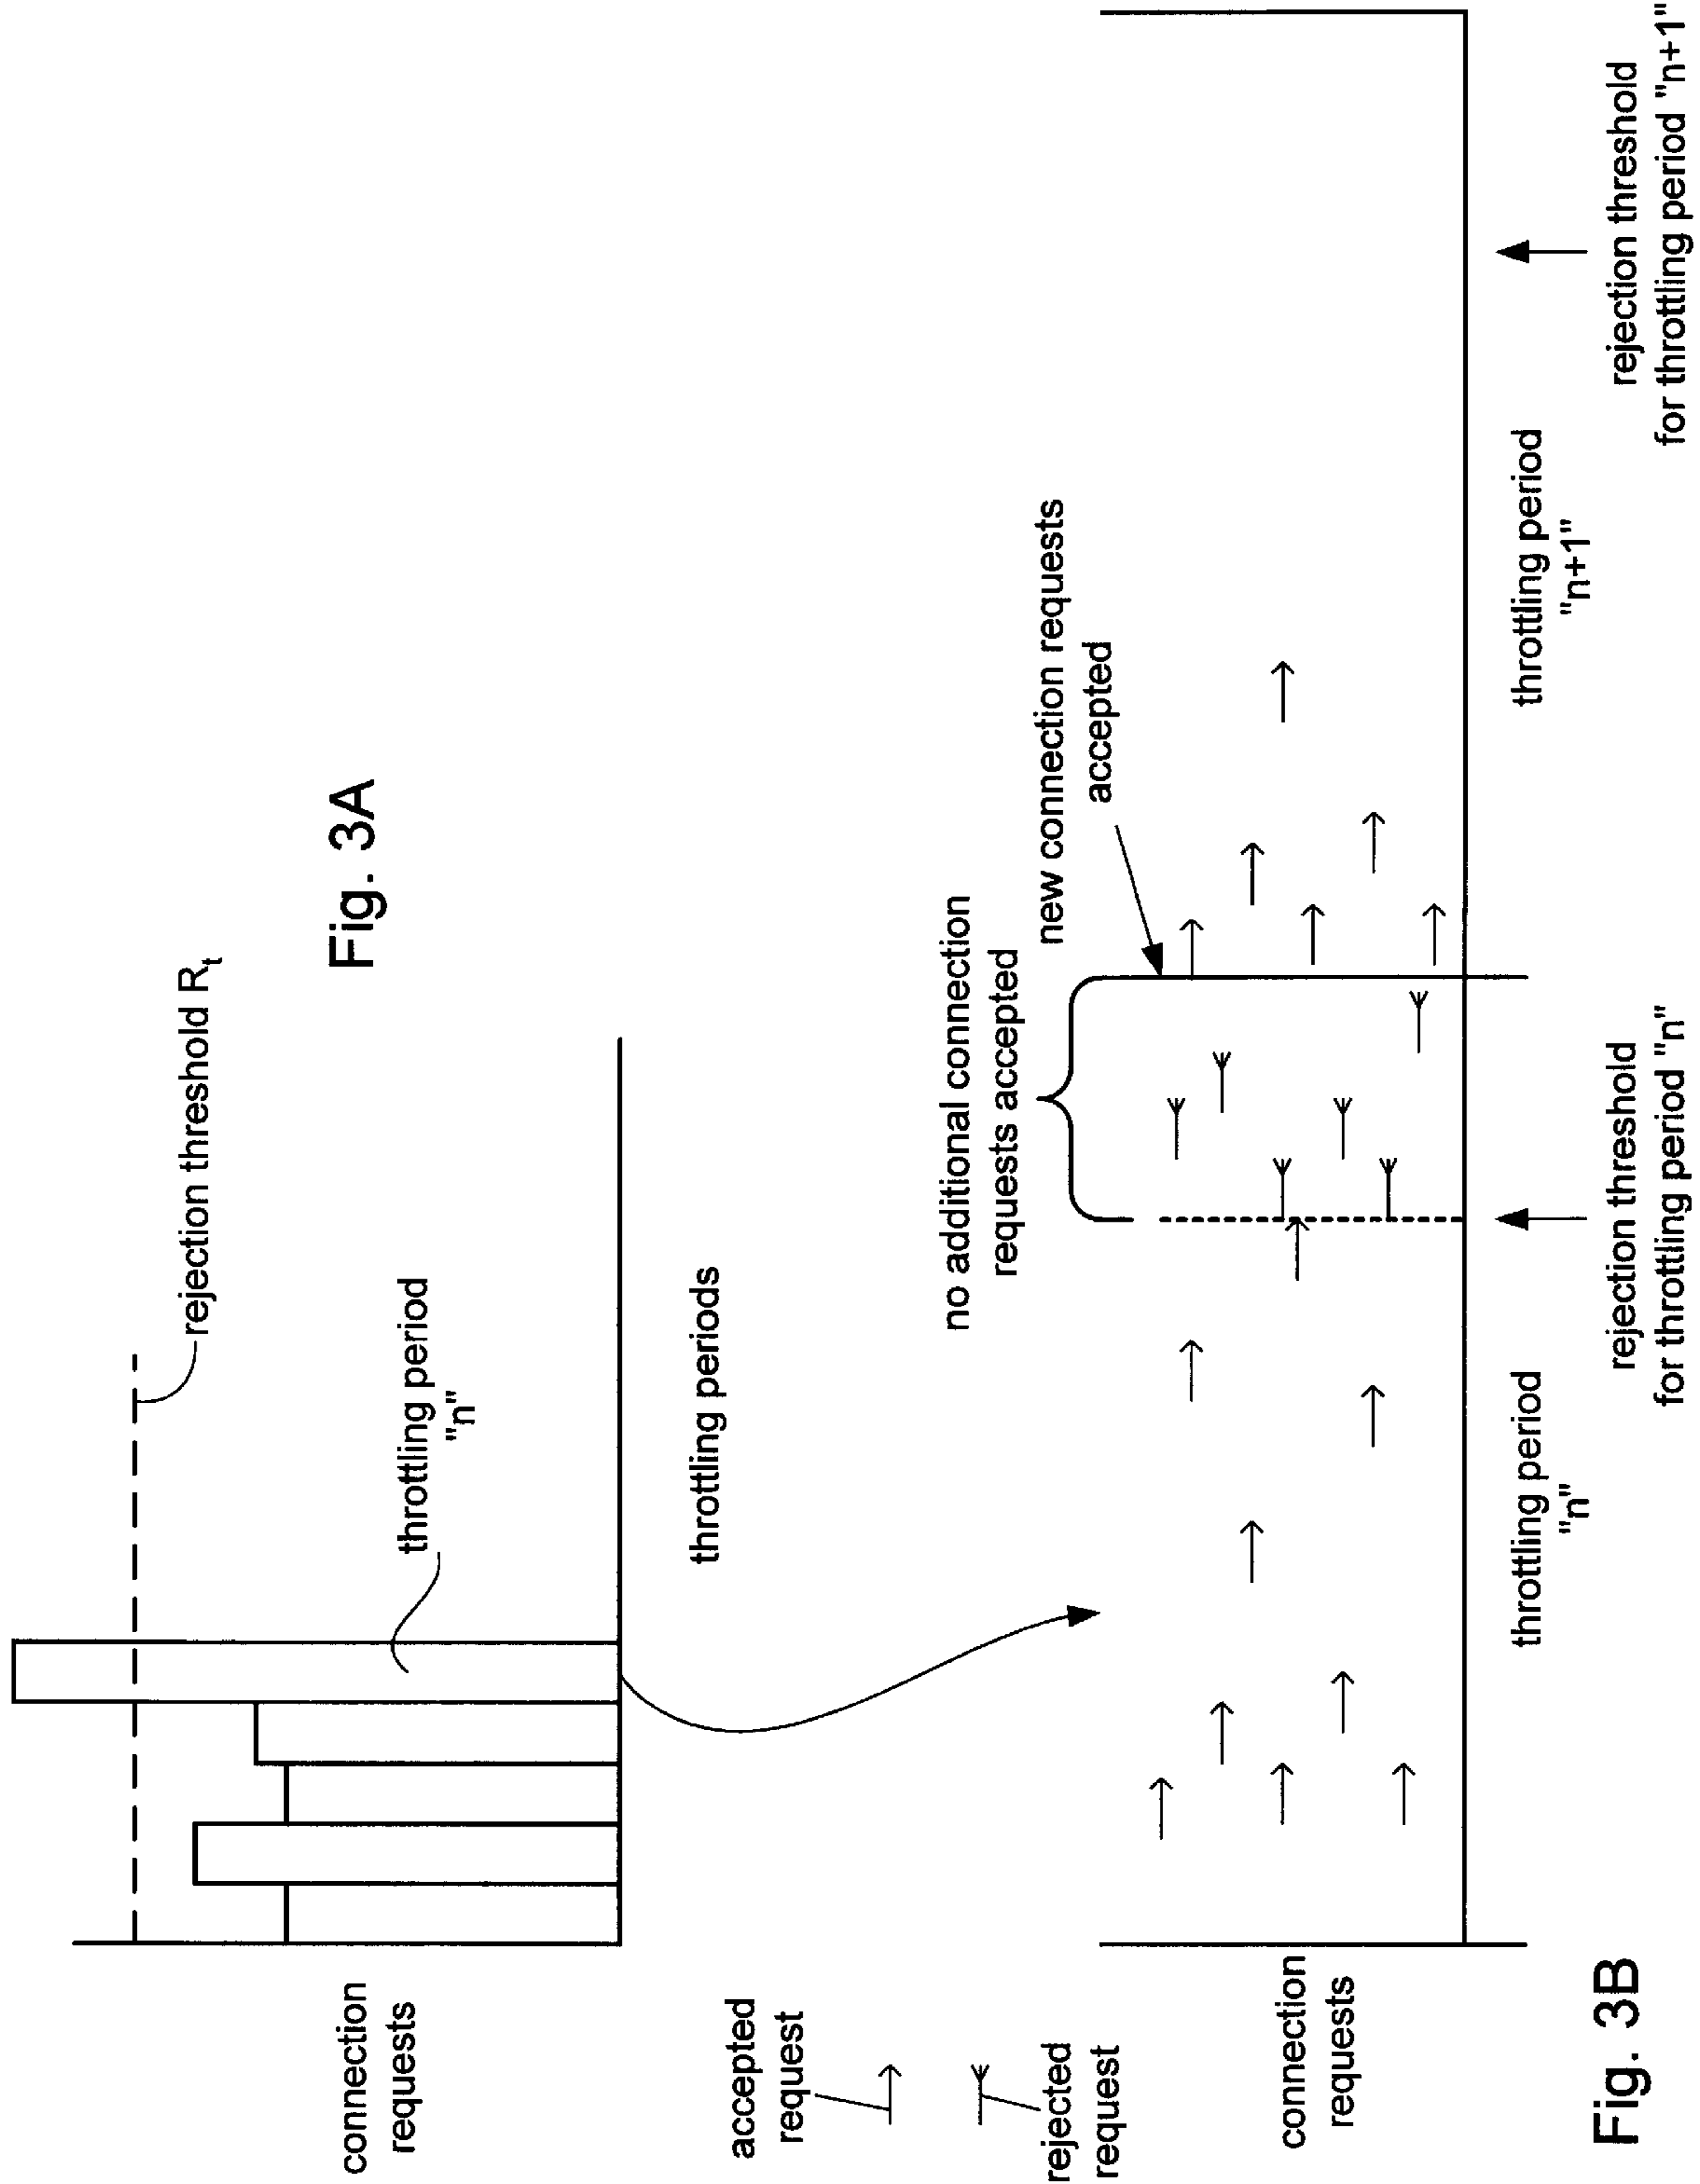 connection
requests
rejection threshold Rt
throttling period
"n"
throttling periods
Fig. 3A
accepted
request
rejected
request
no additional connection
requests accepted
new connection requests
accepted
connection
requests
throttling period
"n"
throttling period
"n+1"
rejection threshold
for throttling period "n"
rejection threshold
for throttling period "n+1"
Fig. 3B